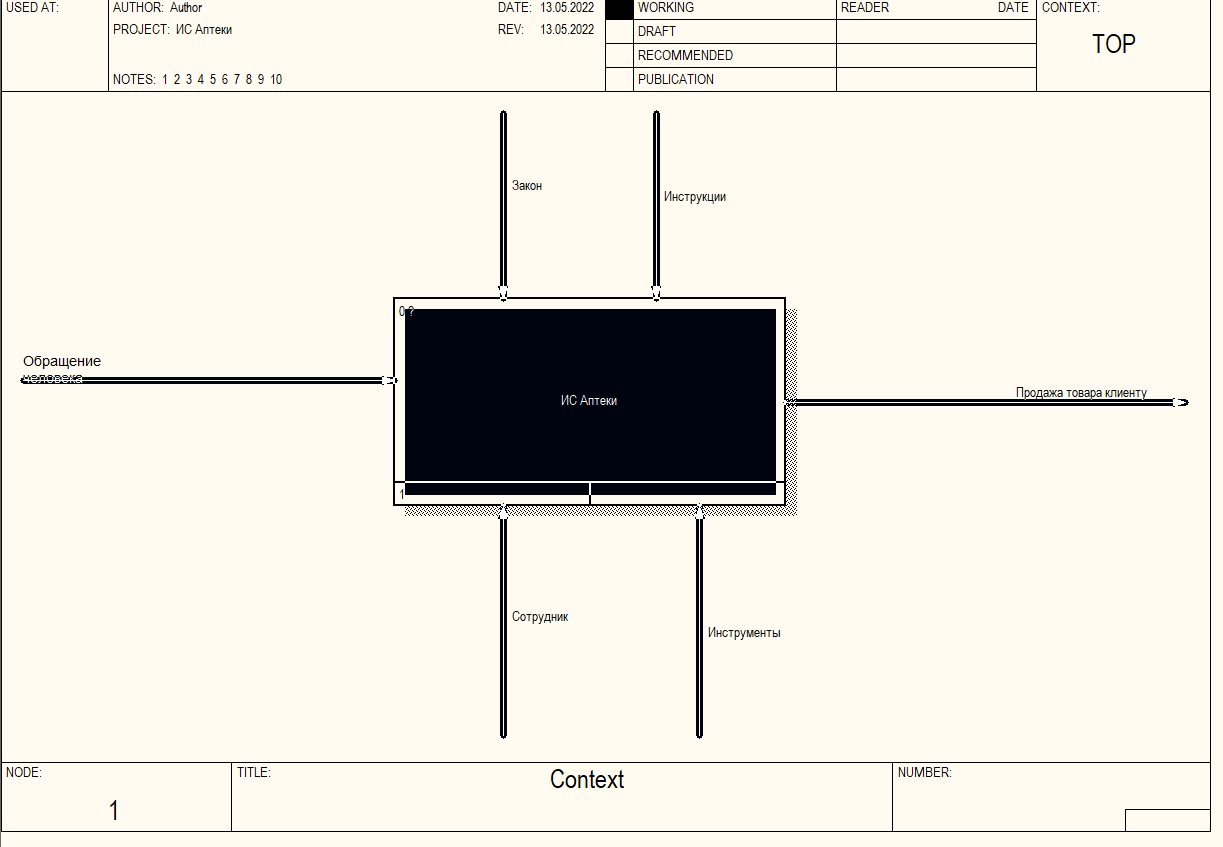 USED AT:
AUTHOR: Author
DATE: 13.05.2022
WORKING
READER
DATE
CONTEXT:
PROJECT: ИС Аптеки
REV: 13.05.2022
DRAFT
TOP
RECOMMENDED
NOTES: 1 2 3 4 5 6 7 8 9 10
PUBLICATION
Закон
Инструкции
0 ?
Обращение
человека
ИС Аптеки
Продажа товара клиенту
1
Сотрудник
Инструменты
NODE:
TITLE:
Context
NUMBER:
1